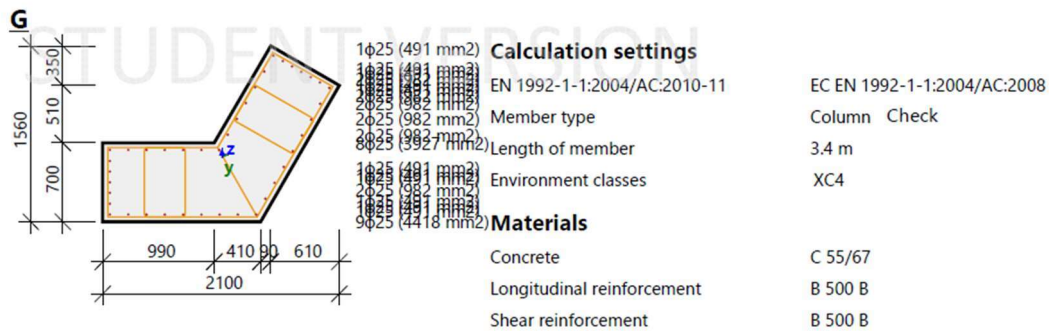 G
STUDENT VERSION
350
510
1560
700
990
410
90
610
2100
z
y
1ϕ25 (491 mm2)
2ϕ25 (982 mm2)
2ϕ25 (982 mm2)
8ϕ25 (3927 mm2)
1ϕ25 (491 mm2)
2ϕ25 (982 mm2)
9ϕ25 (4418 mm2)
Calculation settings
EN 1992-1-1:2004/AC:2010-11 EC EN 1992-1-1:2004/AC:2008
Member type Column Check
Length of member 3.4 m
Environment classes XC4
Materials
Concrete C 55/67
Longitudinal reinforcement B 500 B
Shear reinforcement B 500 B